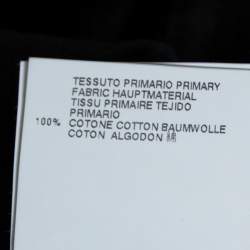 TESSUTO PRIMARIO PRIMARY
FABRIC HAUPTMATERIAL
TISSU PRIMAIRE TEJIDO
PRIMARIO
100% COTONE COTTON BAUMWOLLE
COTON ALGODON 綿